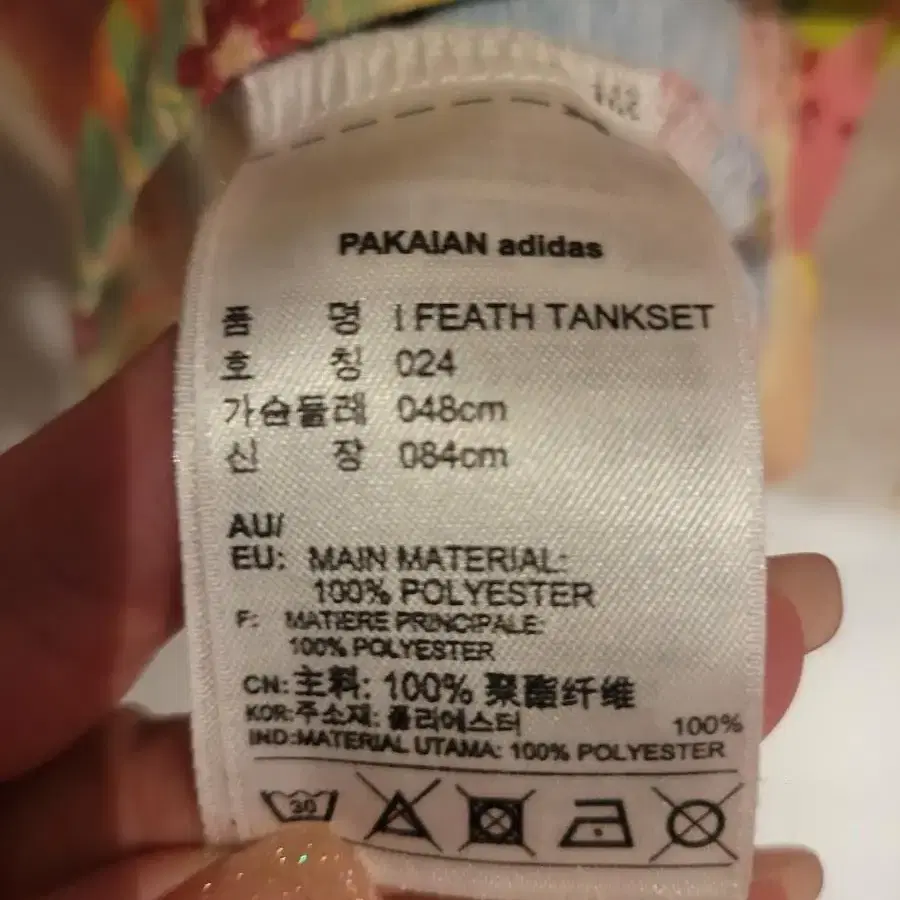 PAKAIAN adidas
품 명 I FEATH TANKSET
호 칭 024
가슴둘레 048cm
신 장 084cm
AU/
EU: MAIN MATERIAL:
100% POLYESTER
F: MATIERE PRINCIPALE:
100% POLYESTER
CN: 主料: 100% 聚酯纤维
KOR:주소재: 폴리에스터 100%
IND:MATERIAL UTAMA: 100% POLYESTER
30